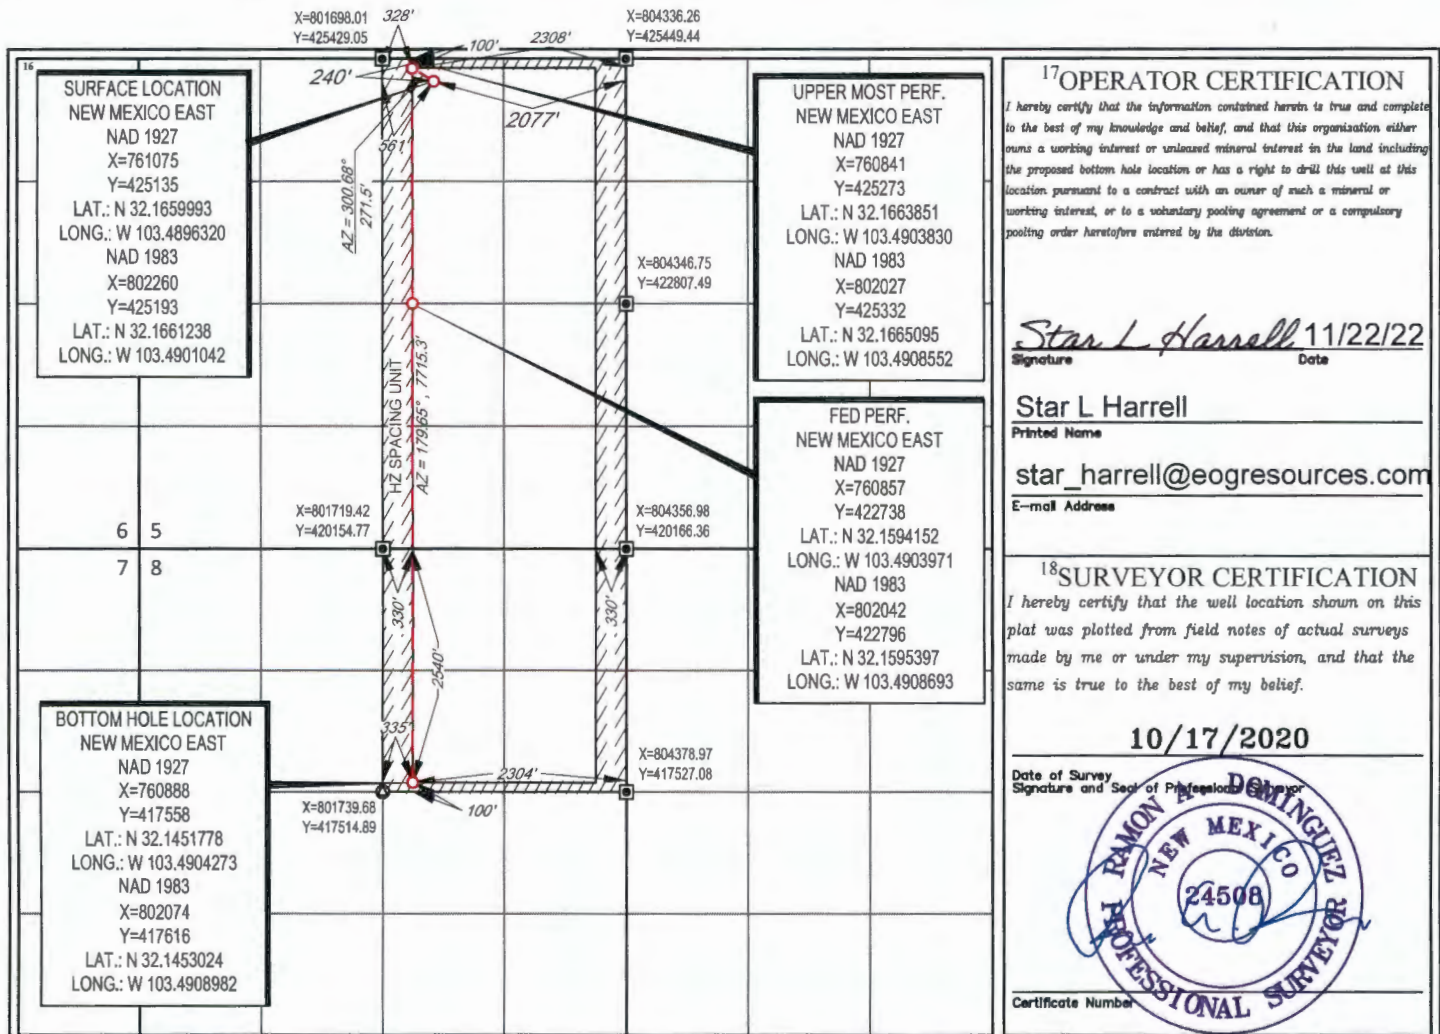 X=801698.01
Y=425429.05
328'
X=804336.26
Y=425449.44
100'
2308'
16
240'
2077'
561'
AZ = 300.68°
271.5'
SURFACE LOCATION
NEW MEXICO EAST
NAD 1927
X=761075
Y=425135
LAT.: N 32.1659993
LONG.: W 103.4896320
NAD 1983
X=802260
Y=425193
LAT.: N 32.1661238
LONG.: W 103.4901042
UPPER MOST PERF.
NEW MEXICO EAST
NAD 1927
X=760841
Y=425273
LAT.: N 32.1663851
LONG.: W 103.4903830
NAD 1983
X=802027
Y=425332
LAT.: N 32.1665095
LONG.: W 103.4908552
X=804346.75
Y=422807.49
HZ SPACING UNIT
AZ = 179.65°, 7715.3'
FED PERF.
NEW MEXICO EAST
NAD 1927
X=760857
Y=422738
LAT.: N 32.1594152
LONG.: W 103.4903971
NAD 1983
X=802042
Y=422796
LAT.: N 32.1595397
LONG.: W 103.4908693
X=801719.42
Y=420154.77
X=804356.98
Y=420166.36
6 5
7 8
330'
330'
2540'
335'
2304'
100'
X=804378.97
Y=417527.08
X=801739.68
Y=417514.89
BOTTOM HOLE LOCATION
NEW MEXICO EAST
NAD 1927
X=760888
Y=417558
LAT.: N 32.1451778
LONG.: W 103.4904273
NAD 1983
X=802074
Y=417616
LAT.: N 32.1453024
LONG.: W 103.4908982
17 OPERATOR CERTIFICATION
I hereby certify that the information contained herein is true and complete
to the best of my knowledge and belief, and that this organization either
owns a working interest or unleased mineral interest in the land including
the proposed bottom hole location or has a right to drill this well at this
location pursuant to a contract with an owner of such a mineral or
working interest, or to a voluntary pooling agreement or a compulsory
pooling order heretofore entered by the division.
Star L Harrell 11/22/22
Signature Date
Star L Harrell
Printed Name
star_harrell@eogresources.com
E-mail Address
18 SURVEYOR CERTIFICATION
I hereby certify that the well location shown on this
plat was plotted from field notes of actual surveys
made by me or under my supervision, and that the
same is true to the best of my belief.
10/17/2020
Date of Survey
Signature and Seal of Professional Surveyor
RAMON A. DOMINGUEZ
NEW MEXICO
24508
PROFESSIONAL SURVEYOR
Certificate Number